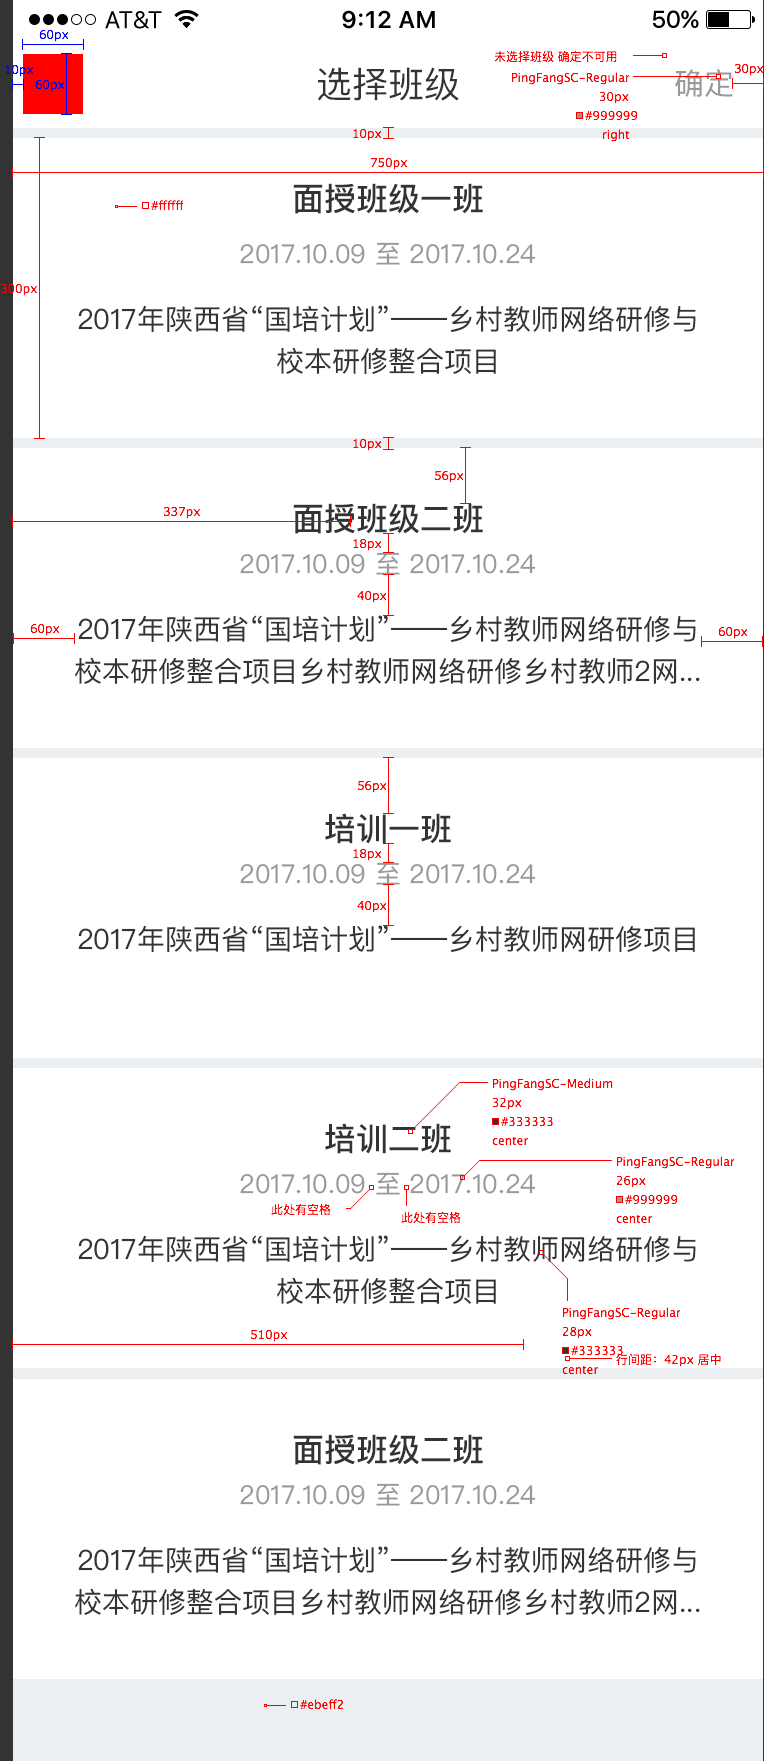 AT&T 9:12 AM 50%
60px
10px
60px
选择班级
未选择班级 确定不可用
PingFangSC-Regular
30px
#999999
right
确定
30px
10px
750px
面授班级一班
#ffffff
2017.10.09 至 2017.10.24
300px
2017年陕西省“国培计划”——乡村教师网络研修与
校本研修整合项目
10px
56px
337px
面授班级二班
18px
2017.10.09 至 2017.10.24
40px
60px
2017年陕西省“国培计划”——乡村教师网络研修与
60px
校本研修整合项目乡村教师网络研修乡村教师2网...
56px
培训一班
18px
2017.10.09 至 2017.10.24
40px
2017年陕西省“国培计划”——乡村教师网研修项目
PingFangSC-Medium
32px
#333333
center
培训二班
PingFangSC-Regular
26px
#999999
center
2017.10.09 至 2017.10.24
此处有空格
此处有空格
2017年陕西省“国培计划”——乡村教师网络研修与
校本研修整合项目
PingFangSC-Regular
28px
#333333
center
510px
行间距：42px 居中
面授班级二班
2017.10.09 至 2017.10.24
2017年陕西省“国培计划”——乡村教师网络研修与
校本研修整合项目乡村教师网络研修乡村教师2网...
#ebeff2